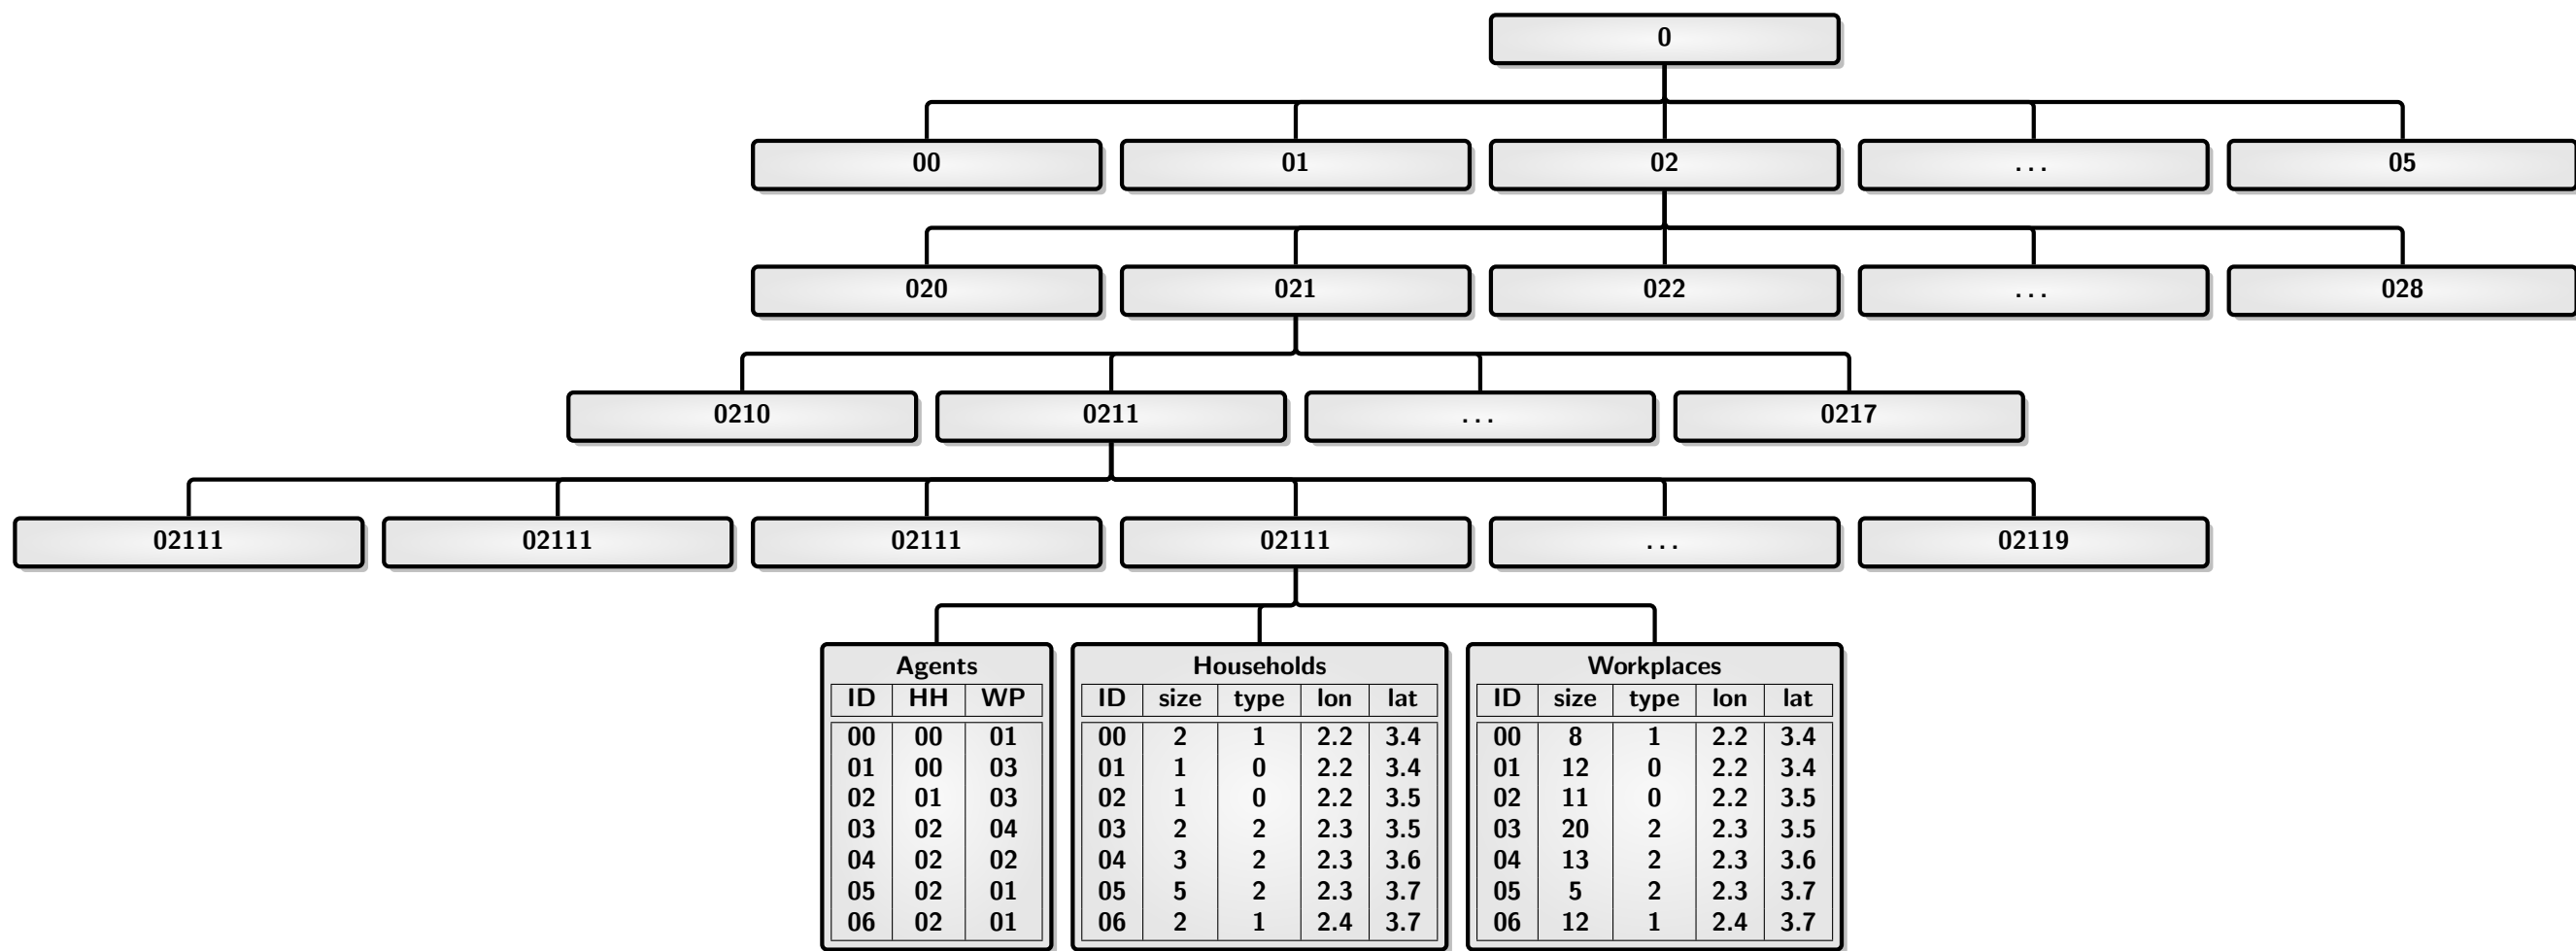 0
00 01 02 ... 05
020 021 022 ... 028
0210 0211 ... 0217
02111 02111 02111 02111 ... 02119
Agents
ID HH WP
00 00 01
01 00 03
02 01 03
03 02 04
04 02 02
05 02 01
06 02 01
Households
ID size type lon lat
00 2 1 2.2 3.4
01 1 0 2.2 3.4
02 1 0 2.2 3.5
03 2 2 2.3 3.5
04 3 2 2.3 3.6
05 5 2 2.3 3.7
06 2 1 2.4 3.7
Workplaces
ID size type lon lat
00 8 1 2.2 3.4
01 12 0 2.2 3.4
02 11 0 2.2 3.5
03 20 2 2.3 3.5
04 13 2 2.3 3.6
05 5 2 2.3 3.7
06 12 1 2.4 3.7